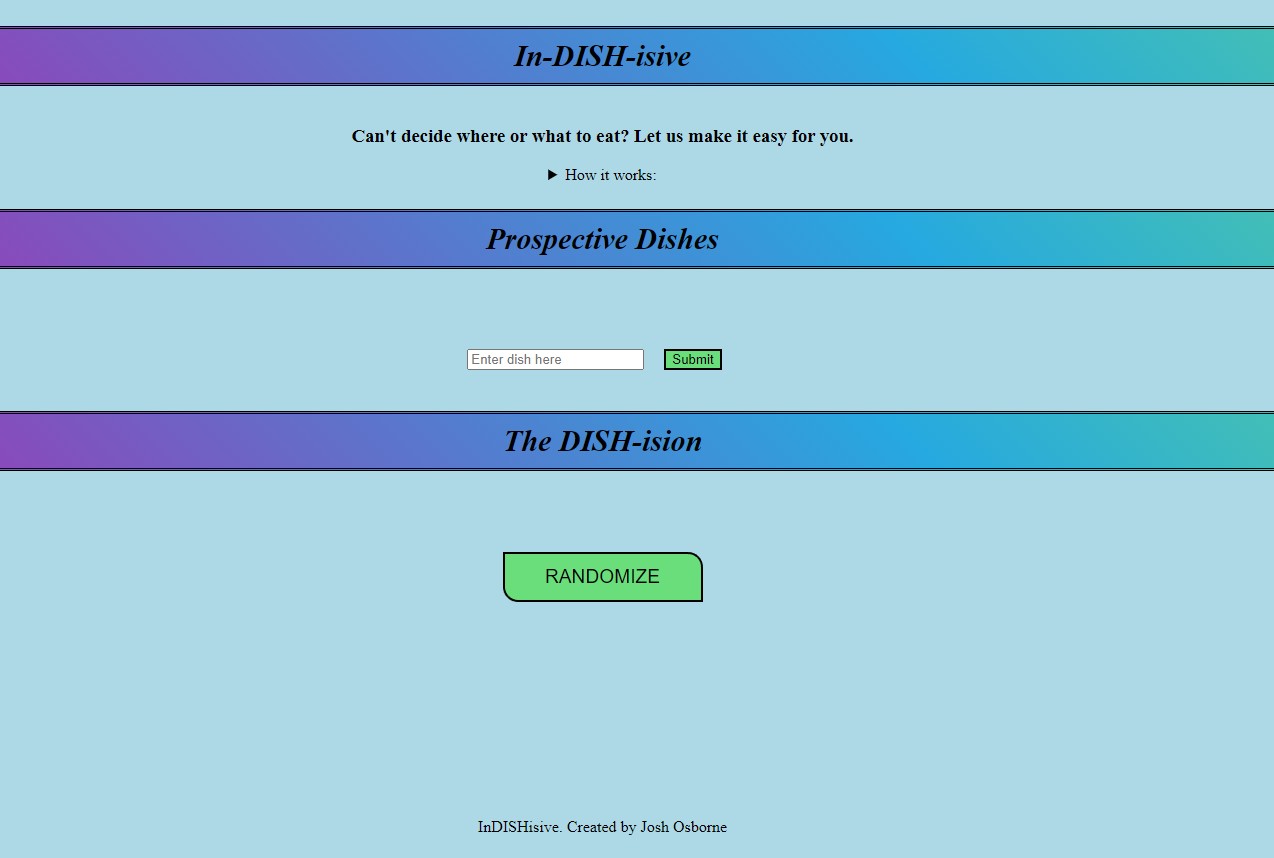 In-DISH-isive
Can't decide where or what to eat? Let us make it easy for you.
▶ How it works:
Prospective Dishes
Enter dish here Submit
The DISH-ision
RANDOMIZE
InDISHisive. Created by Josh Osborne